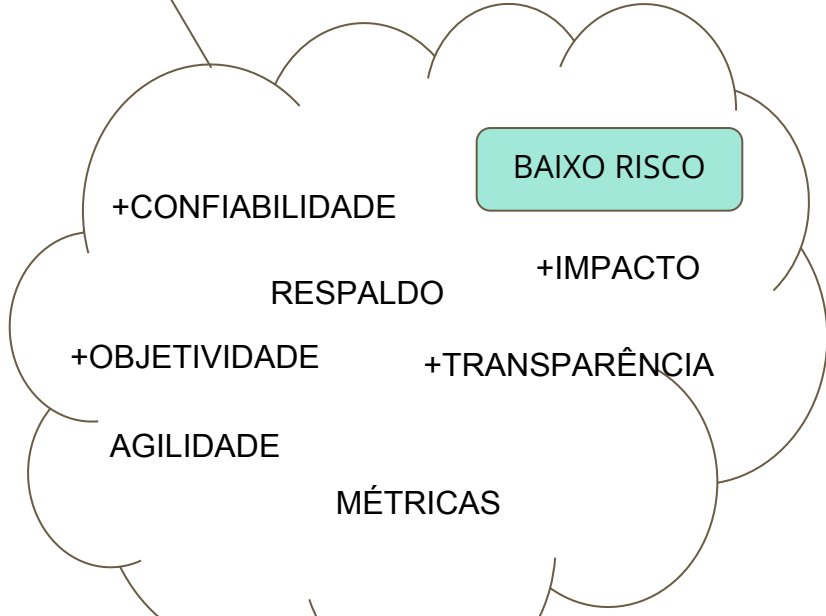 BAIXO RISCO
+CONFIABILIDADE
+IMPACTO
RESPALDO
+OBJETIVIDADE
+TRANSPARÊNCIA
AGILIDADE
MÉTRICAS